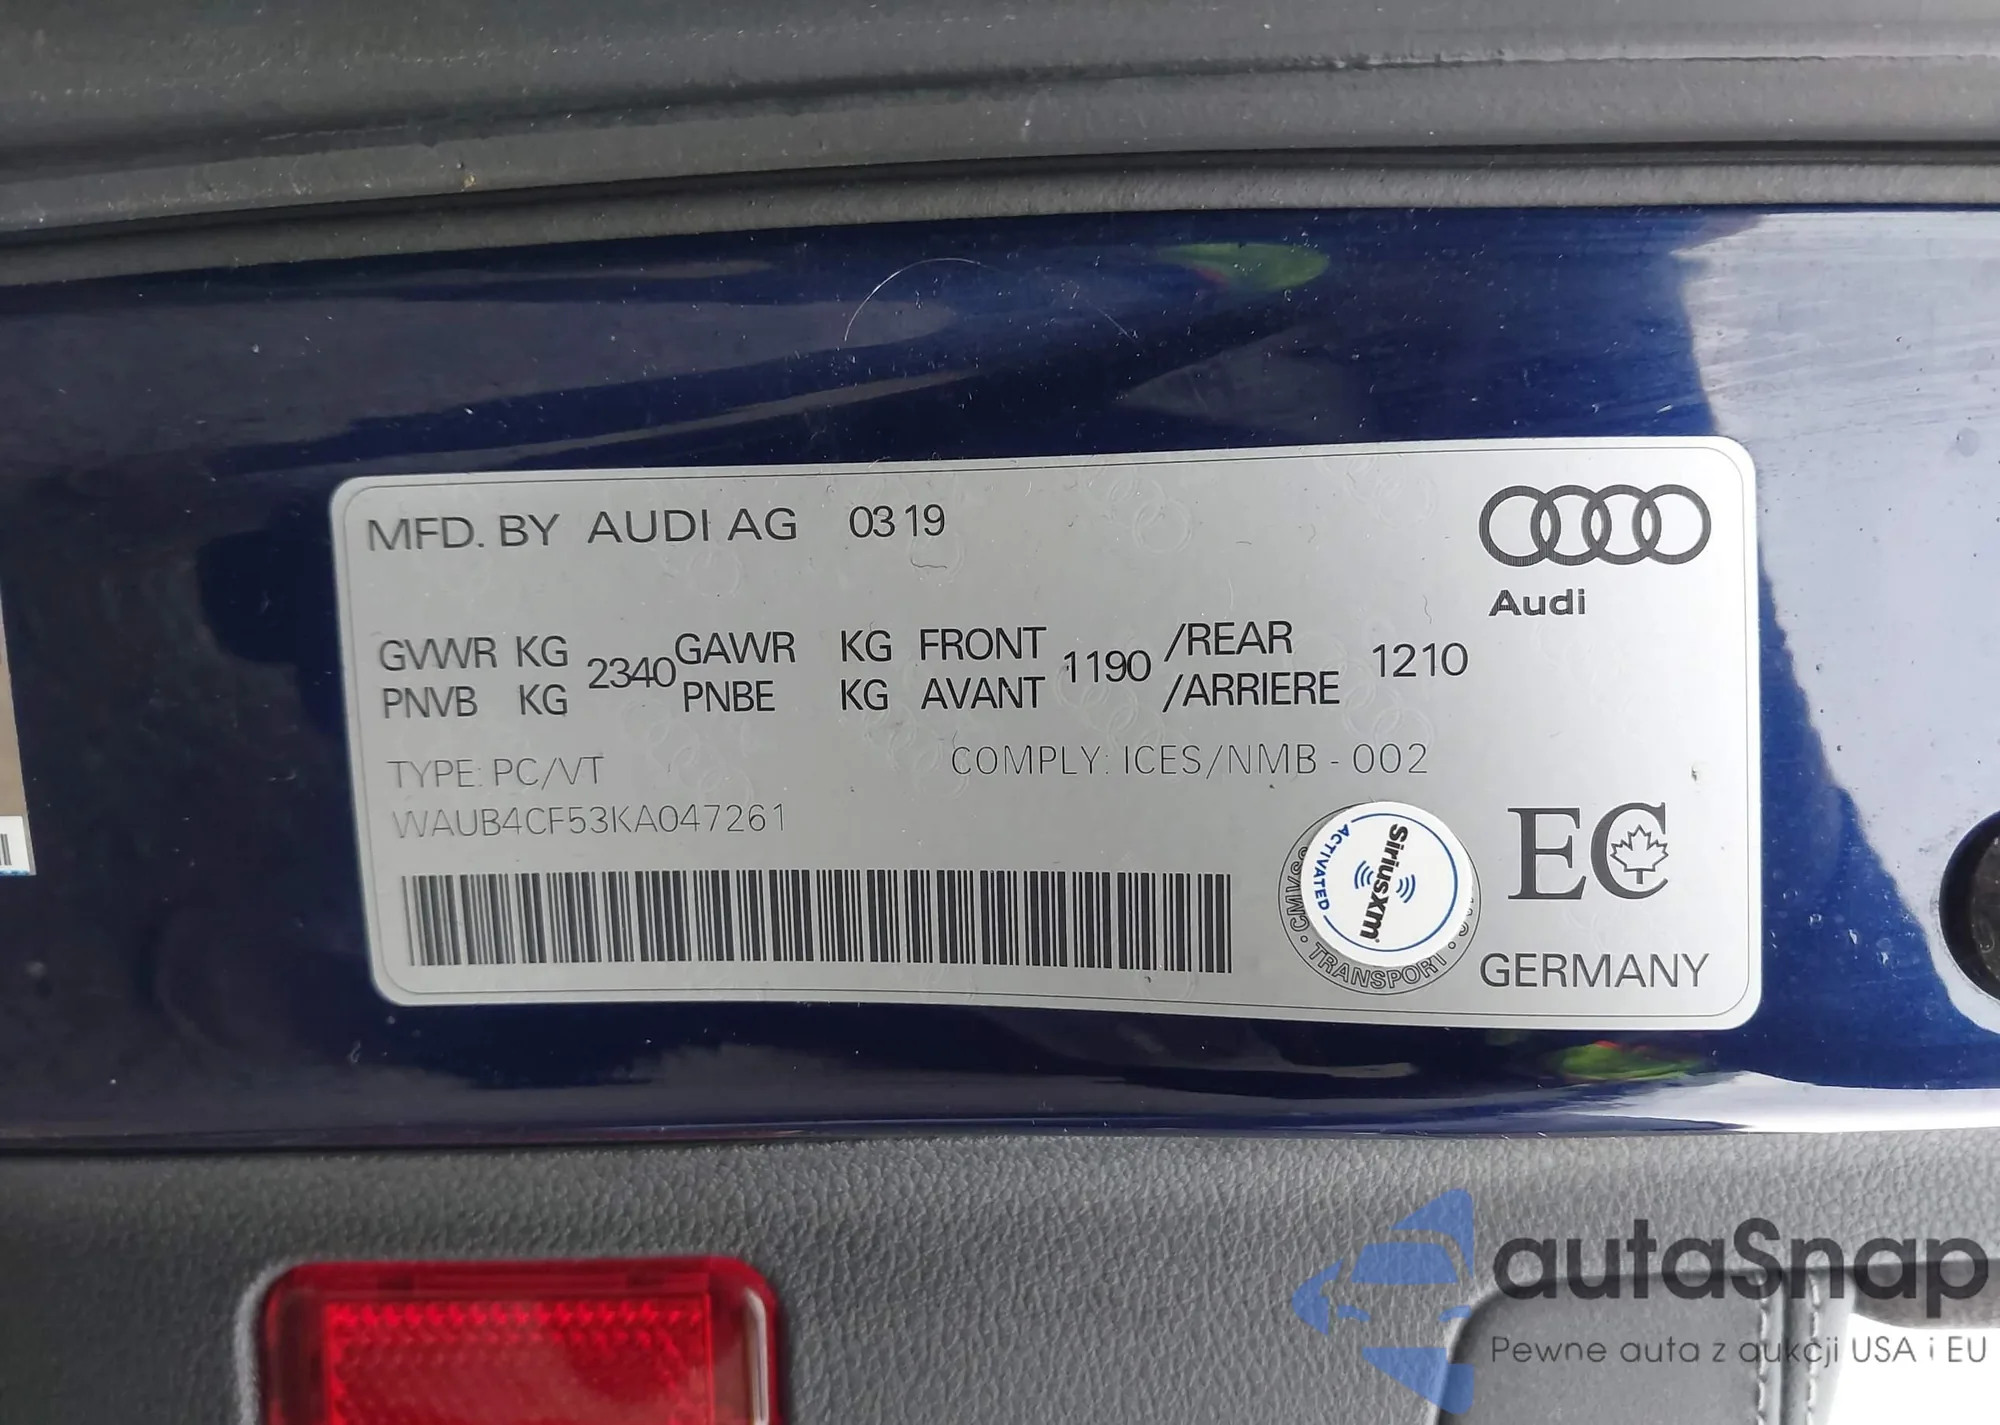 MFD. BY AUDI AG 03 19
Audi
GVWR KG 2340 GAWR KG FRONT 1190 /REAR 1210
PNVB KG PNBE KG AVANT /ARRIERE
TYPE: PC/VT COMPLY: ICES/NMB - 002
WAUB4CF53KA047261
SiriusXm
ACTIVATED
TRANSPORT
EC
GERMANY
autaSnap
Pewne auta z aukcji USA i EU